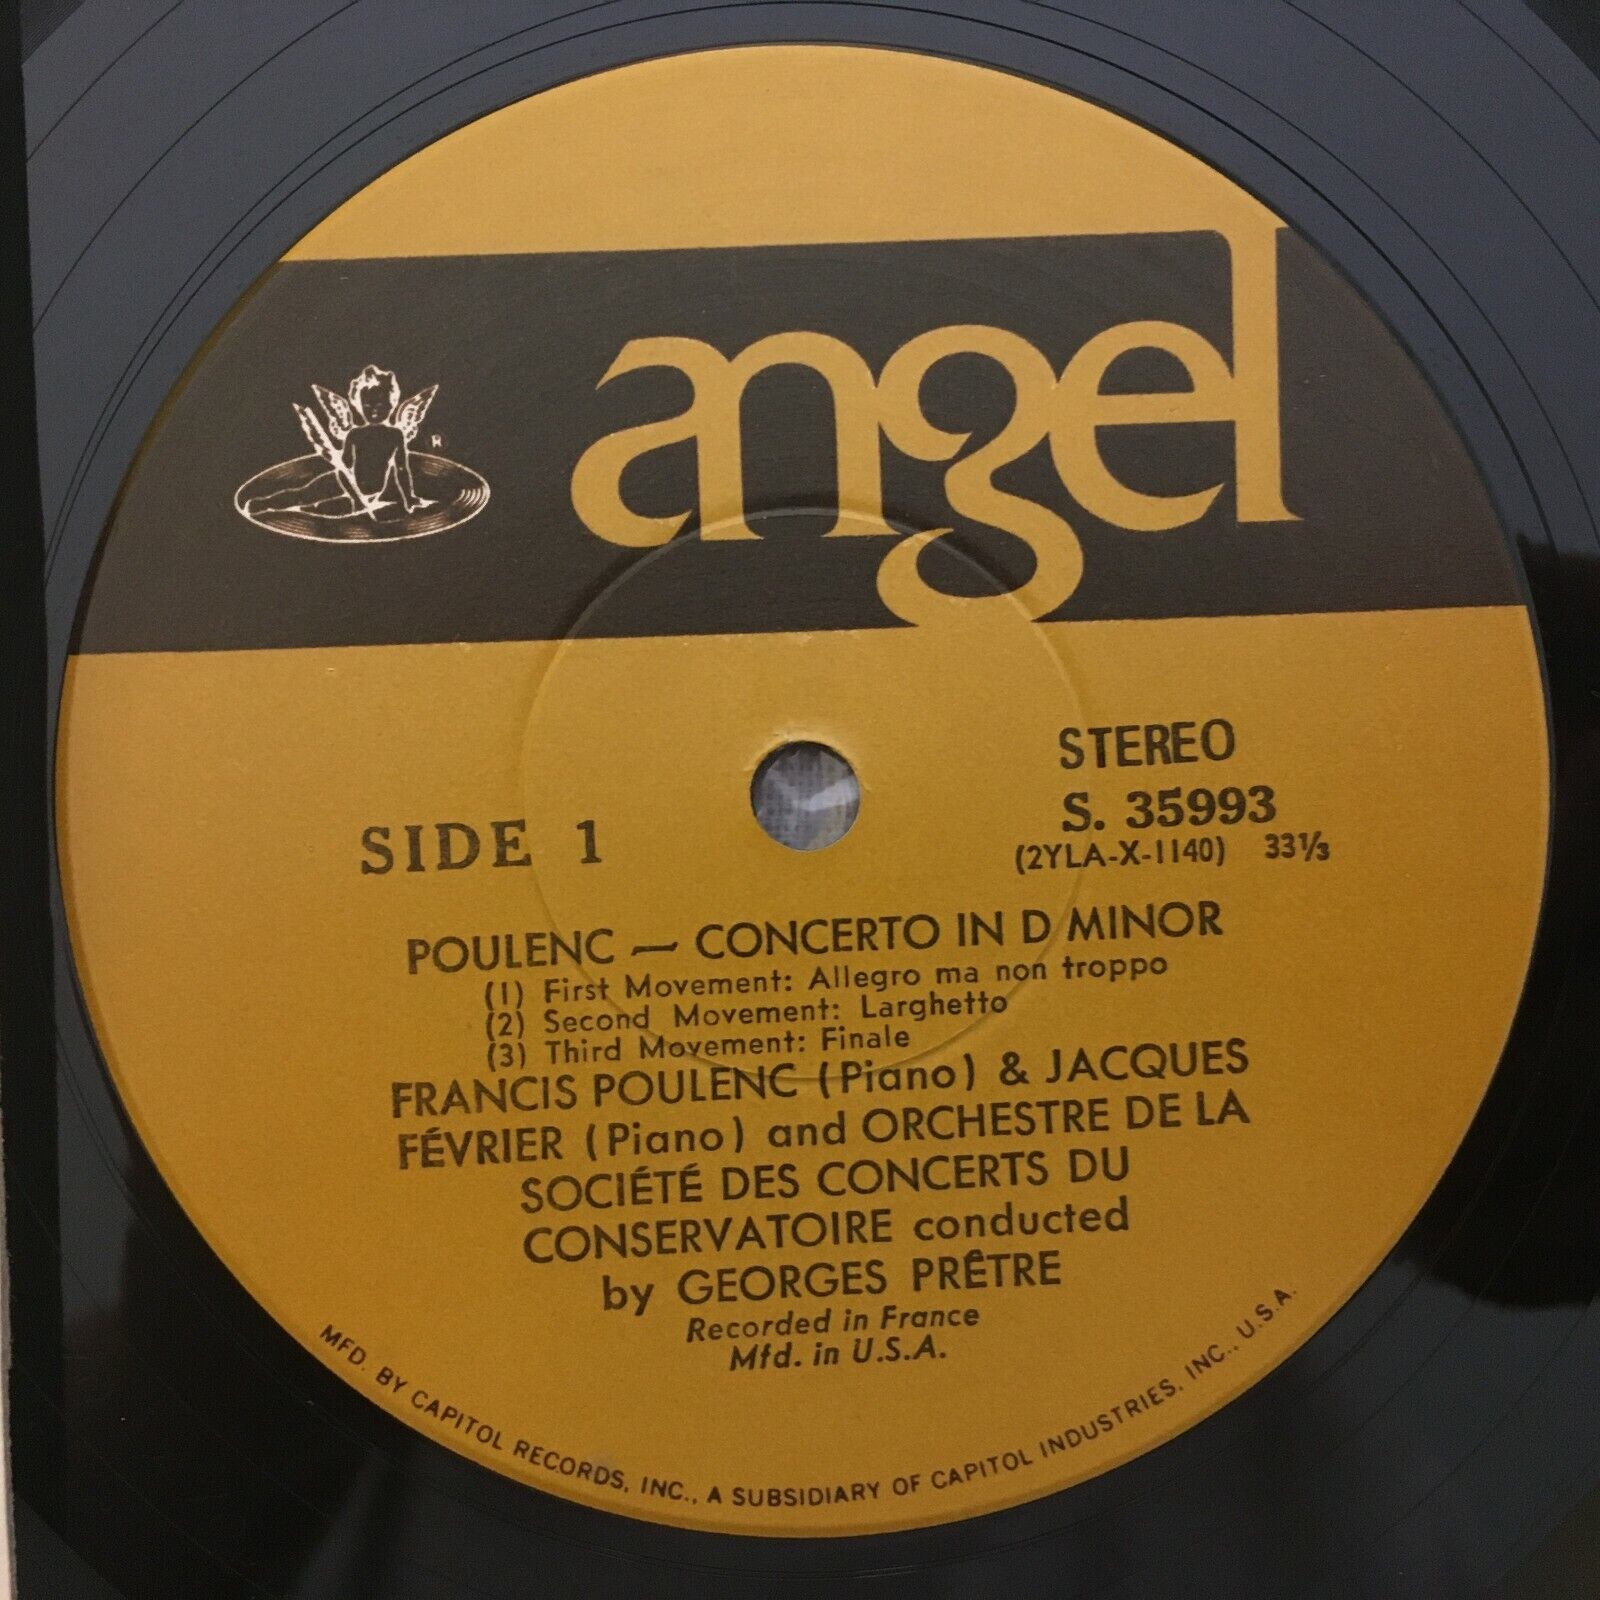 angel
R
STEREO
S. 35993
SIDE 1
(2YLA-X-1140) 33⅓
POULENC — CONCERTO IN D MINOR
(1) First Movement: Allegro ma non troppo
(2) Second Movement: Larghetto
(3) Third Movement: Finale
FRANCIS POULENC (Piano) & JACQUES
FÉVRIER (Piano) and ORCHESTRE DE LA
SOCIÉTÉ DES CONCERTS DU
CONSERVATOIRE conducted
by GEORGES PRÊTRE
Recorded in France
Mfd. in U.S.A.
MFD. BY CAPITOL RECORDS, INC., A SUBSIDIARY OF CAPITOL INDUSTRIES, INC., U.S.A.